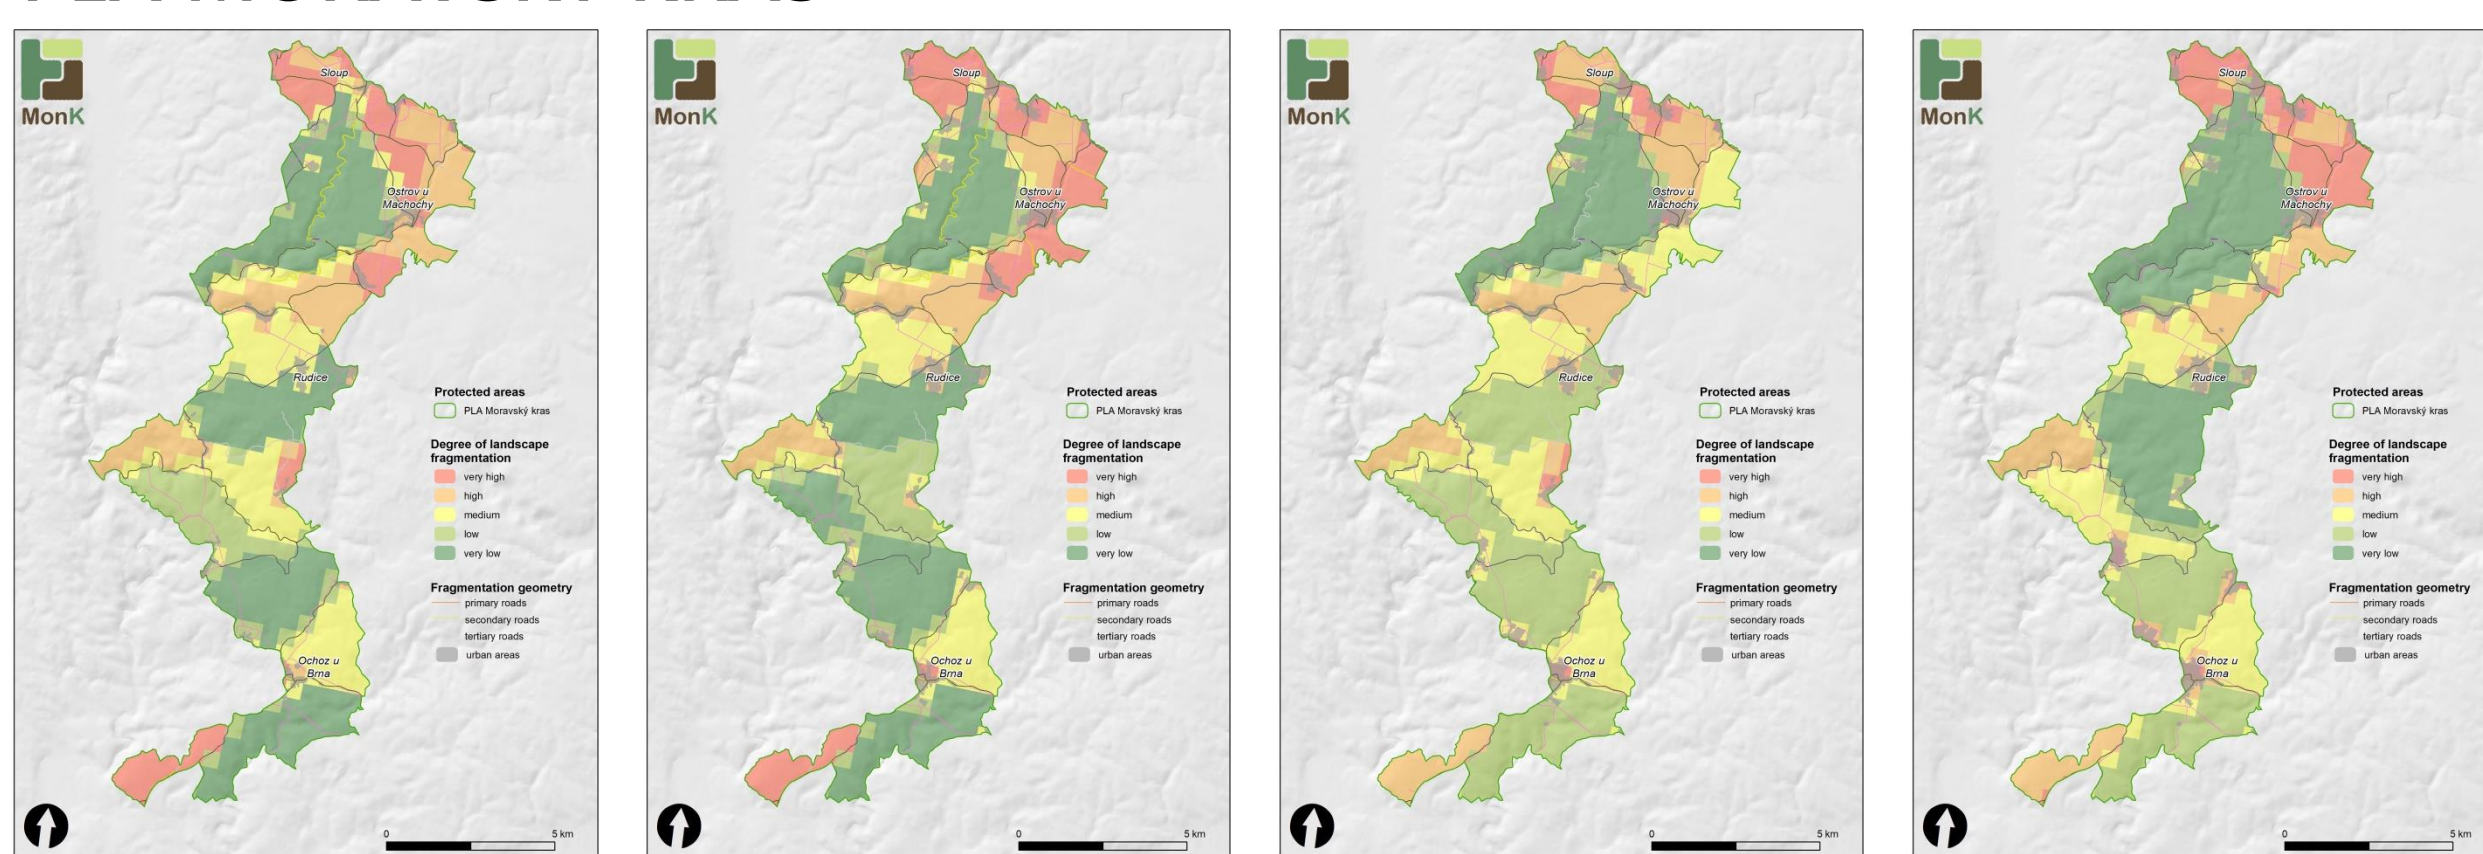 MonK
Sloup
Ostrov u
Machochy
Rudice
Ochoz u
Brna
Protected areas
PLA Moravský kras
Degree of landscape
fragmentation
very high
high
medium
low
very low
Fragmentation geometry
primary roads
secondary roads
tertiary roads
urban areas
0 5 km
MonK
Sloup
Ostrov u
Machochy
Rudice
Ochoz u
Brna
Protected areas
PLA Moravský kras
Degree of landscape
fragmentation
very high
high
medium
low
very low
Fragmentation geometry
primary roads
secondary roads
tertiary roads
urban areas
0 5 km
MonK
Sloup
Ostrov u
Machochy
Rudice
Ochoz u
Brna
Protected areas
PLA Moravský kras
Degree of landscape
fragmentation
very high
high
medium
low
very low
Fragmentation geometry
primary roads
secondary roads
tertiary roads
urban areas
0 5 km
MonK
Sloup
Ostrov u
Machochy
Rudice
Ochoz u
Brna
Protected areas
PLA Moravský kras
Degree of landscape
fragmentation
very high
high
medium
low
very low
Fragmentation geometry
primary roads
secondary roads
tertiary roads
urban areas
0 5 km